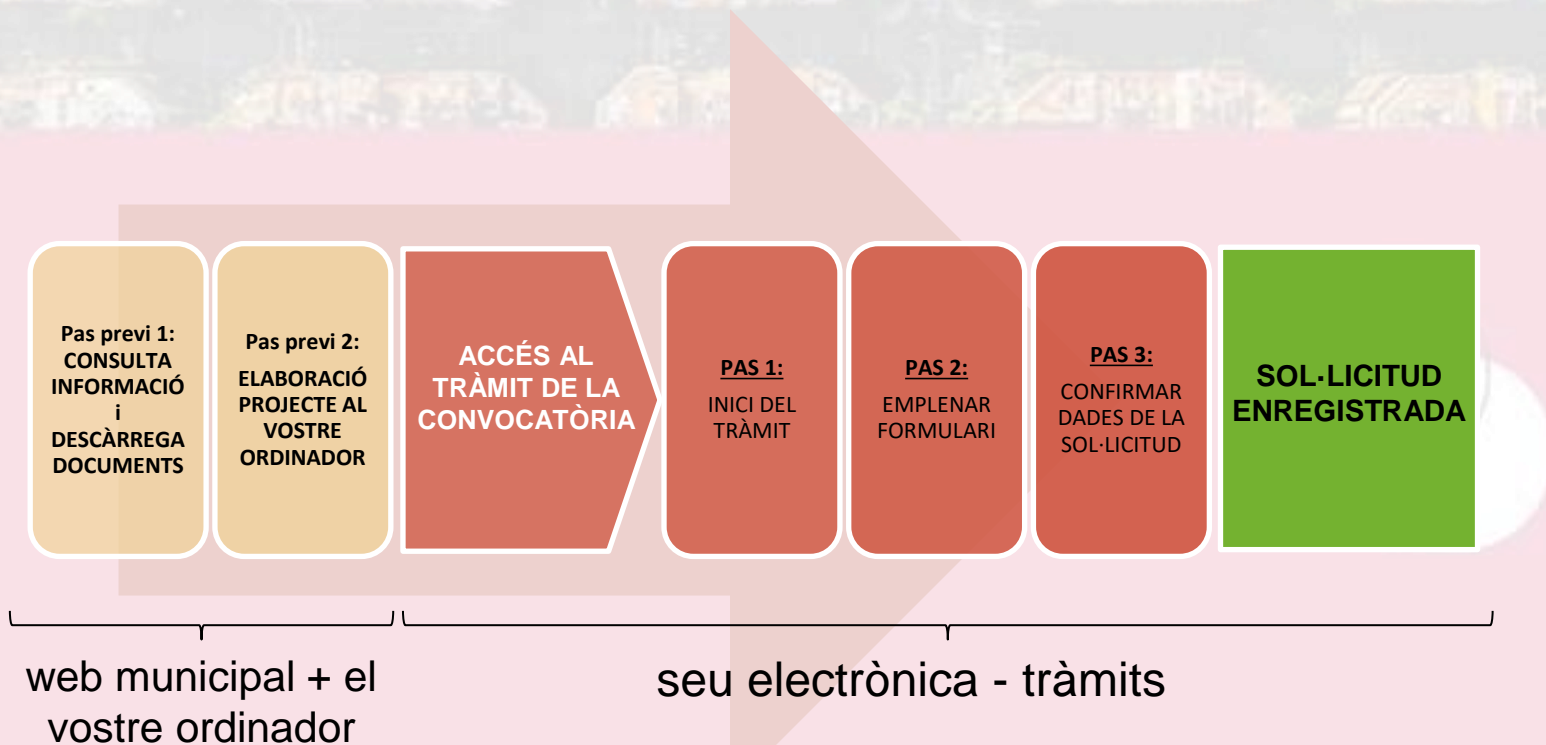 Pas previ 1:
CONSULTA
INFORMACIÓ
i
DESCÀRREGA
DOCUMENTS
Pas previ 2:
ELABORACIÓ
PROJECTE AL
VOSTRE
ORDINADOR
ACCÉS AL
TRÀMIT DE LA
CONVOCATÒRIA
PAS 1:
INICI DEL
TRÀMIT
PAS 2:
EMPLENAR
FORMULARI
PAS 3:
CONFIRMAR
DADES DE LA
SOL·LICITUD
SOL·LICITUD
ENREGISTRADA
web municipal + el
vostre ordinador
seu electrònica - tràmits